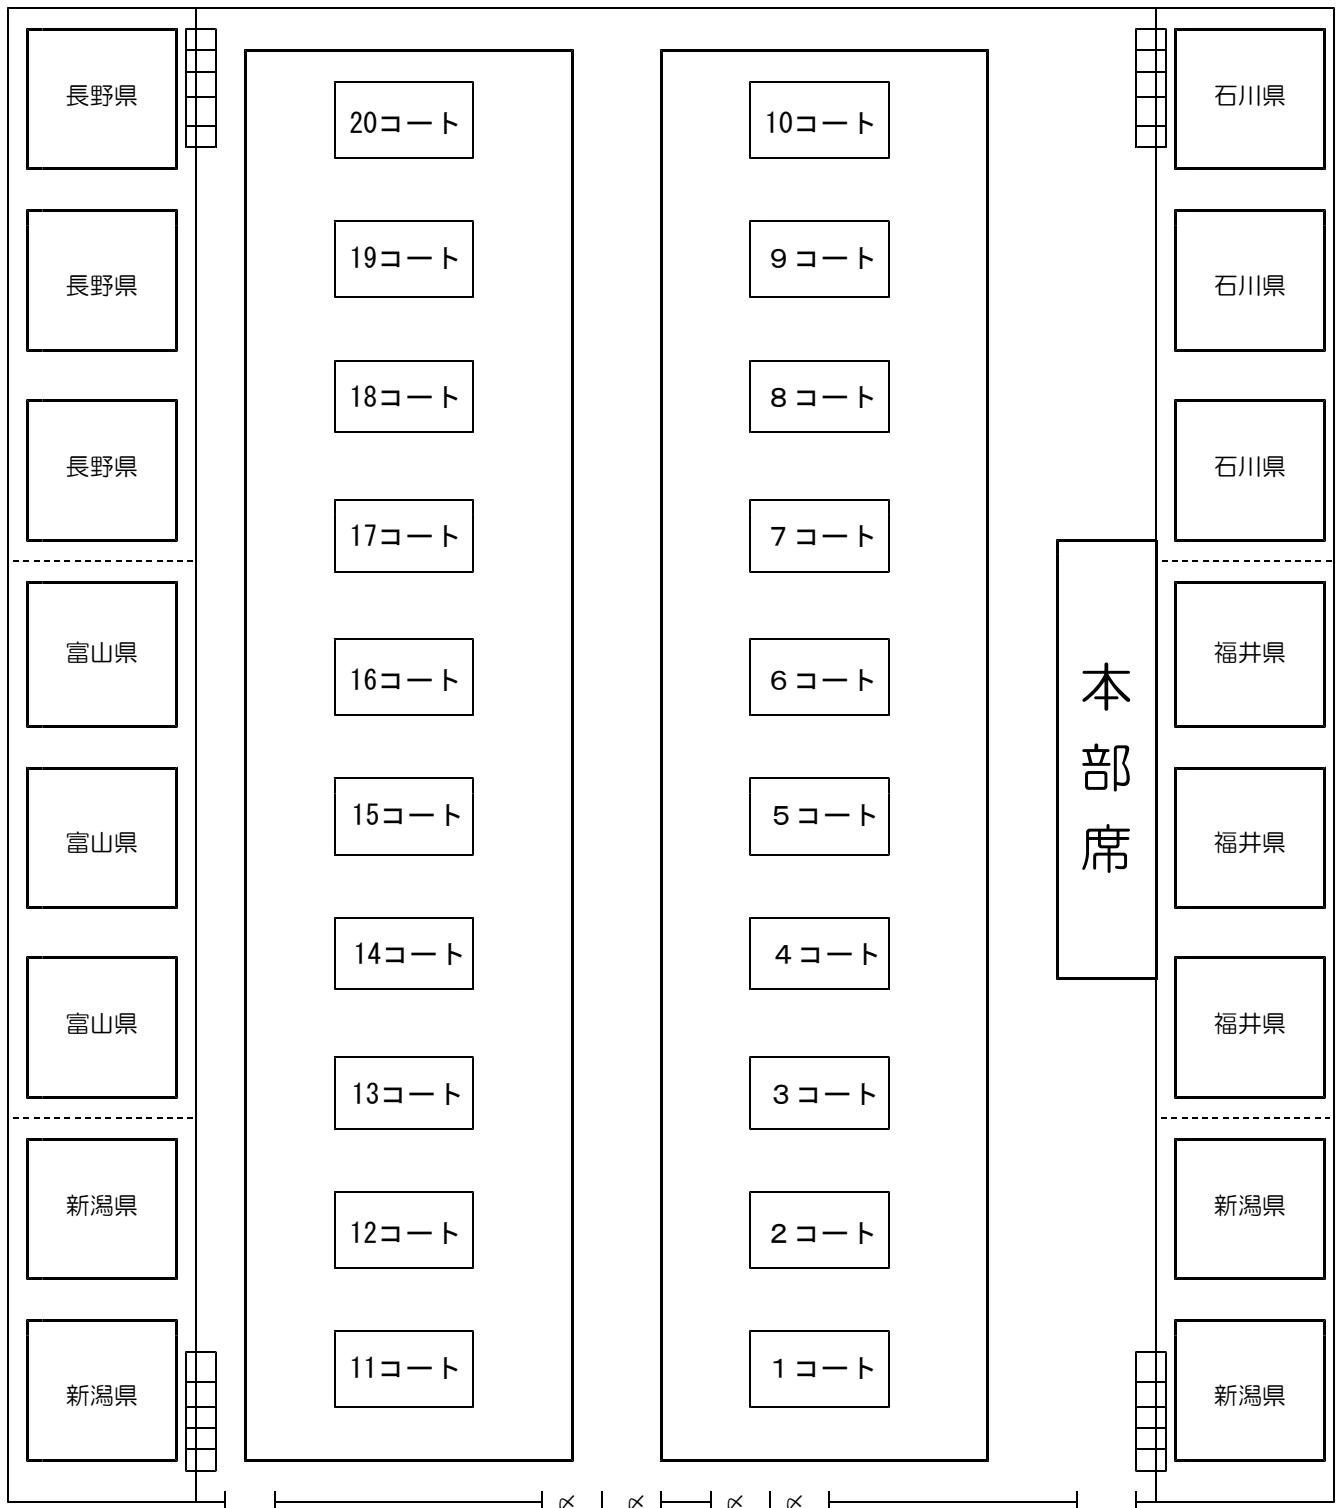 長野県
20コート
10コート
石川県
長野県
19コート
9コート
石川県
長野県
18コート
8コート
石川県
17コート
7コート
富山県
16コート
6コート
本部席
福井県
富山県
15コート
5コート
福井県
富山県
14コート
4コート
福井県
13コート
3コート
新潟県
12コート
2コート
新潟県
新潟県
11コート
1コート
新潟県